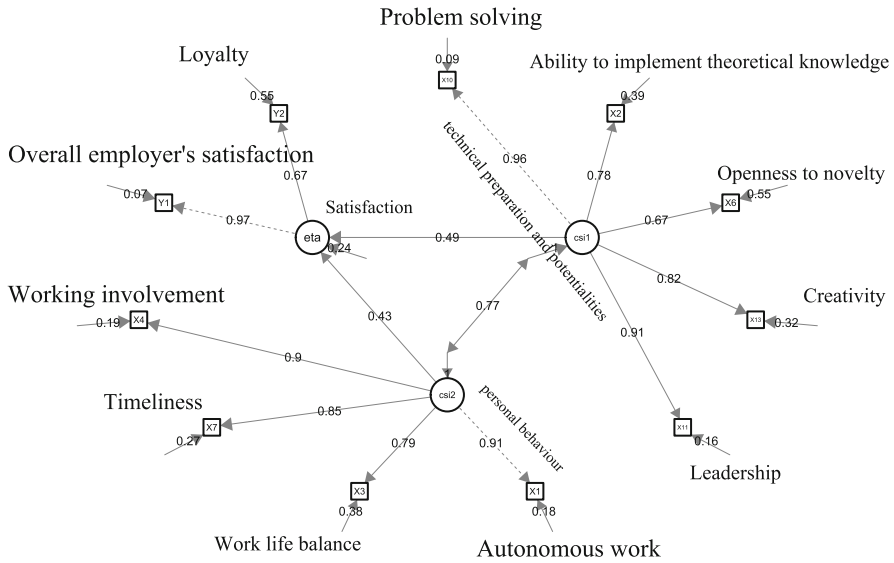 Problem solving
Loyalty
0.09
X10
Ability to implement theoretical knowledge
0.55
Y2
0.39
X2
technical preparation and potentialities
Overall employer's satisfaction
0.96
0.67
0.78
Openness to novelty
0.07
Y1
0.97
Satisfaction
0.67
X6
0.55
eta
0.24
0.49
csi1
1
Working involvement
0.82
Creativity
0.19
X4
0.43
0.77
0.91
X13
0.32
0.9
1
csi2
personal behaviour
Timeliness
0.85
0.27
X7
0.79
0.91
X11
0.16
Leadership
X3
0.38
X1
0.18
Work life balance
Autonomous work